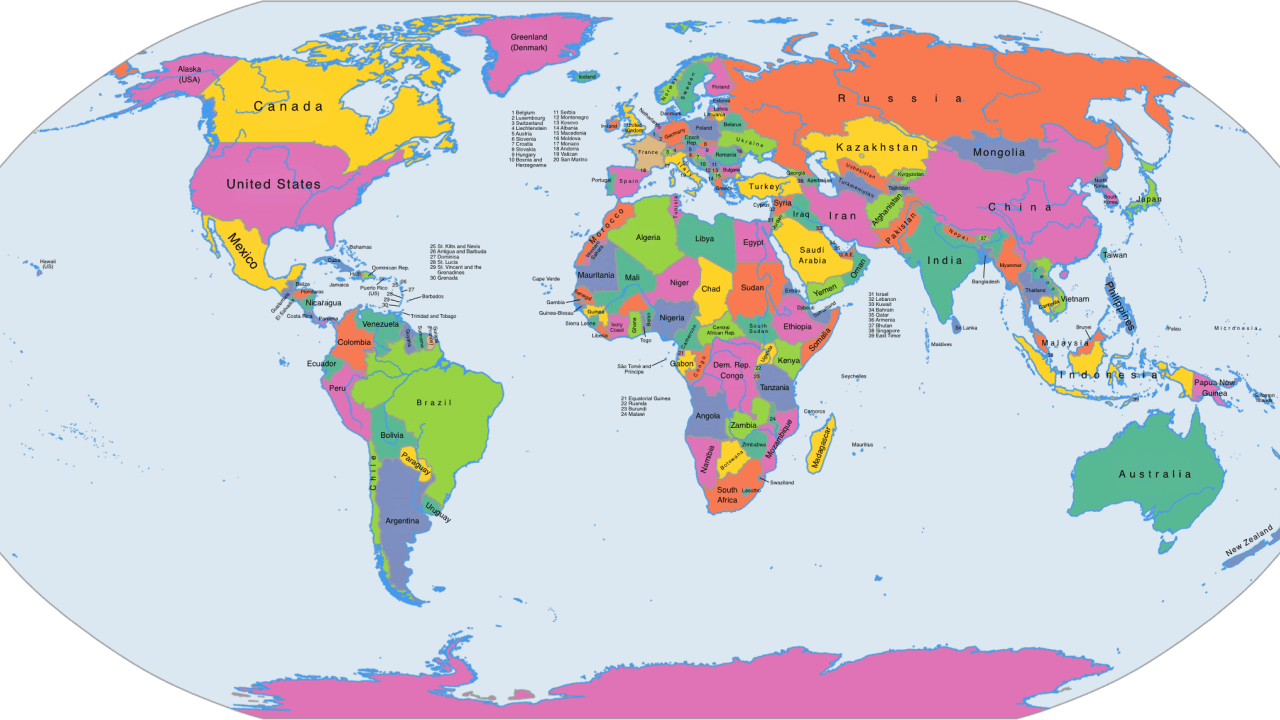 Greenland
(Denmark)
Alaska
(USA)
Canada
United States
Mexico
Hawaii
(US)
Iceland
1 Belgium
2 Luxembourg
3 Switzerland
4 Liechtenstein
5 Austria
6 Slovenia
7 Croatia
8 Slovakia
9 Hungary
10 Bosnia and
Herzegowina
11 Serbia
12 Montenegro
13 Kosovo
14 Albania
15 Macedonia
16 Moldova
17 Monaco
18 Andorra
19 Vatican
20 San Marino
Norway
Sweden
Finland
Estonia
Latvia
Lithuania
Denmark
Netherlands
Ireland
United
Kingdom
Germany
Poland
Belarus
Czech
Rep.
Ukraine
France
Romania
Bulgaria
Italy
Portugal
Spain
Greece
Russia
Kazakhstan
Mongolia
Uzbekistan
Turkmenistan
Kyrgyzstan
Tajikistan
Georgia
Azerbaijan
Turkey
Cyprus
Syria
Iraq
Iran
Jordan
Afghanistan
Pakistan
China
North
Korea
South
Korea
Japan
Nepal
India
Bangladesh
Myanmar
Taiwan
Laos
Thailand
Vietnam
Cambodia
Philippines
Sri Lanka
Maldives
Brunei
Malaysia
Indonesia
Palau
Micronesia
Papua New
Guinea
Solomon
Islands
Australia
New Zealand
Saudi
Arabia
U.A.E.
Oman
Yemen
31 Israel
32 Lebanon
33 Kuwait
34 Bahrain
35 Qatar
36 Armenia
37 Bhutan
38 Singapore
39 East Timor
Bahamas
Cuba
Haiti
Dominican Rep.
Jamaica
Puerto Rico
(US)
Belize
Honduras
Guatemala
El Salvador
Nicaragua
Costa Rica
Panama
Barbados
Trinidad and Tobago
25 St. Kitts and Nevis
26 Antigua and Barbuda
27 Dominica
28 St. Lucia
29 St. Vincent and the
Grenadines
30 Grenada
Venezuela
Guyana
Colombia
Ecuador
Peru
Brazil
Bolivia
Paraguay
Chile
Argentina
Uruguay
Morocco
Western
Sahara
Algeria
Tunisia
Libya
Egypt
Mauritania
Mali
Niger
Chad
Sudan
Eritrea
Djibouti
Somaliland
Cape Verde
Senegal
Gambia
Guinea-Bissau
Guinea
Sierra Leone
Liberia
Ivory
Coast
Ghana
Togo
Benin
Nigeria
Cameroon
Central
African Rep.
South
Sudan
Ethiopia
Somalia
São Tomé and
Principe
Gabon
Congo
Dem. Rep.
Congo
Uganda
Kenya
Tanzania
Seychelles
21 Equatorial Guinea
22 Ruanda
23 Burundi
24 Malawi
Angola
Zambia
Mozambique
Comoros
Namibia
Botswana
Zimbabwe
Madagascar
Mauritius
South
Africa
Lesotho
Swaziland